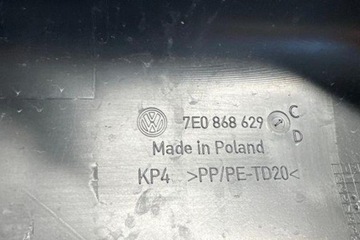 7E0 868 629 C
D
Made in Poland
KP4 >PP/PE-TD20<